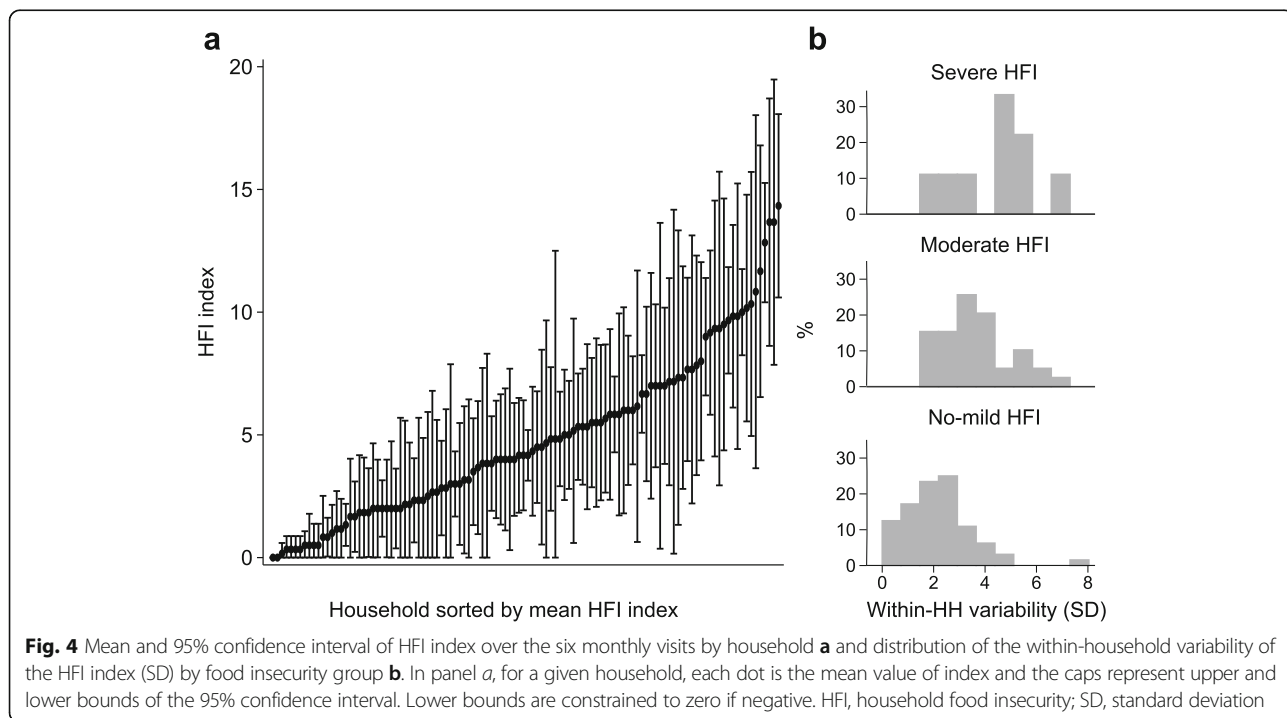 a
20
15
10
5
0
HFI index
Household sorted by mean HFI index
b
Severe HFI
30
20
10
0
Moderate HFI
30
20
10
0
%
No-mild HFI
30
20
10
0
0 2 4 6 8
Within-HH variability (SD)
Fig. 4 Mean and 95% confidence interval of HFI index over the six monthly visits by household a and distribution of the within-household variability of
the HFI index (SD) by food insecurity group b. In panel a, for a given household, each dot is the mean value of index and the caps represent upper and
lower bounds of the 95% confidence interval. Lower bounds are constrained to zero if negative. HFI, household food insecurity; SD, standard deviation